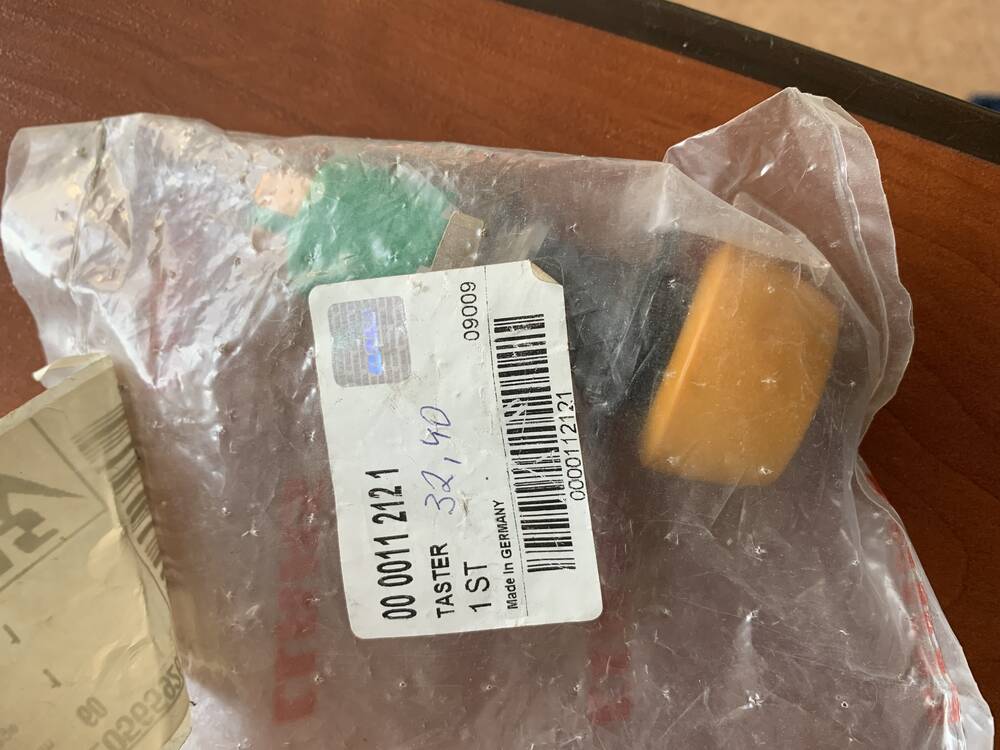 00 0011 212 1
TASTER 32,40
1 ST 09009
Made In GERMANY
0000112121